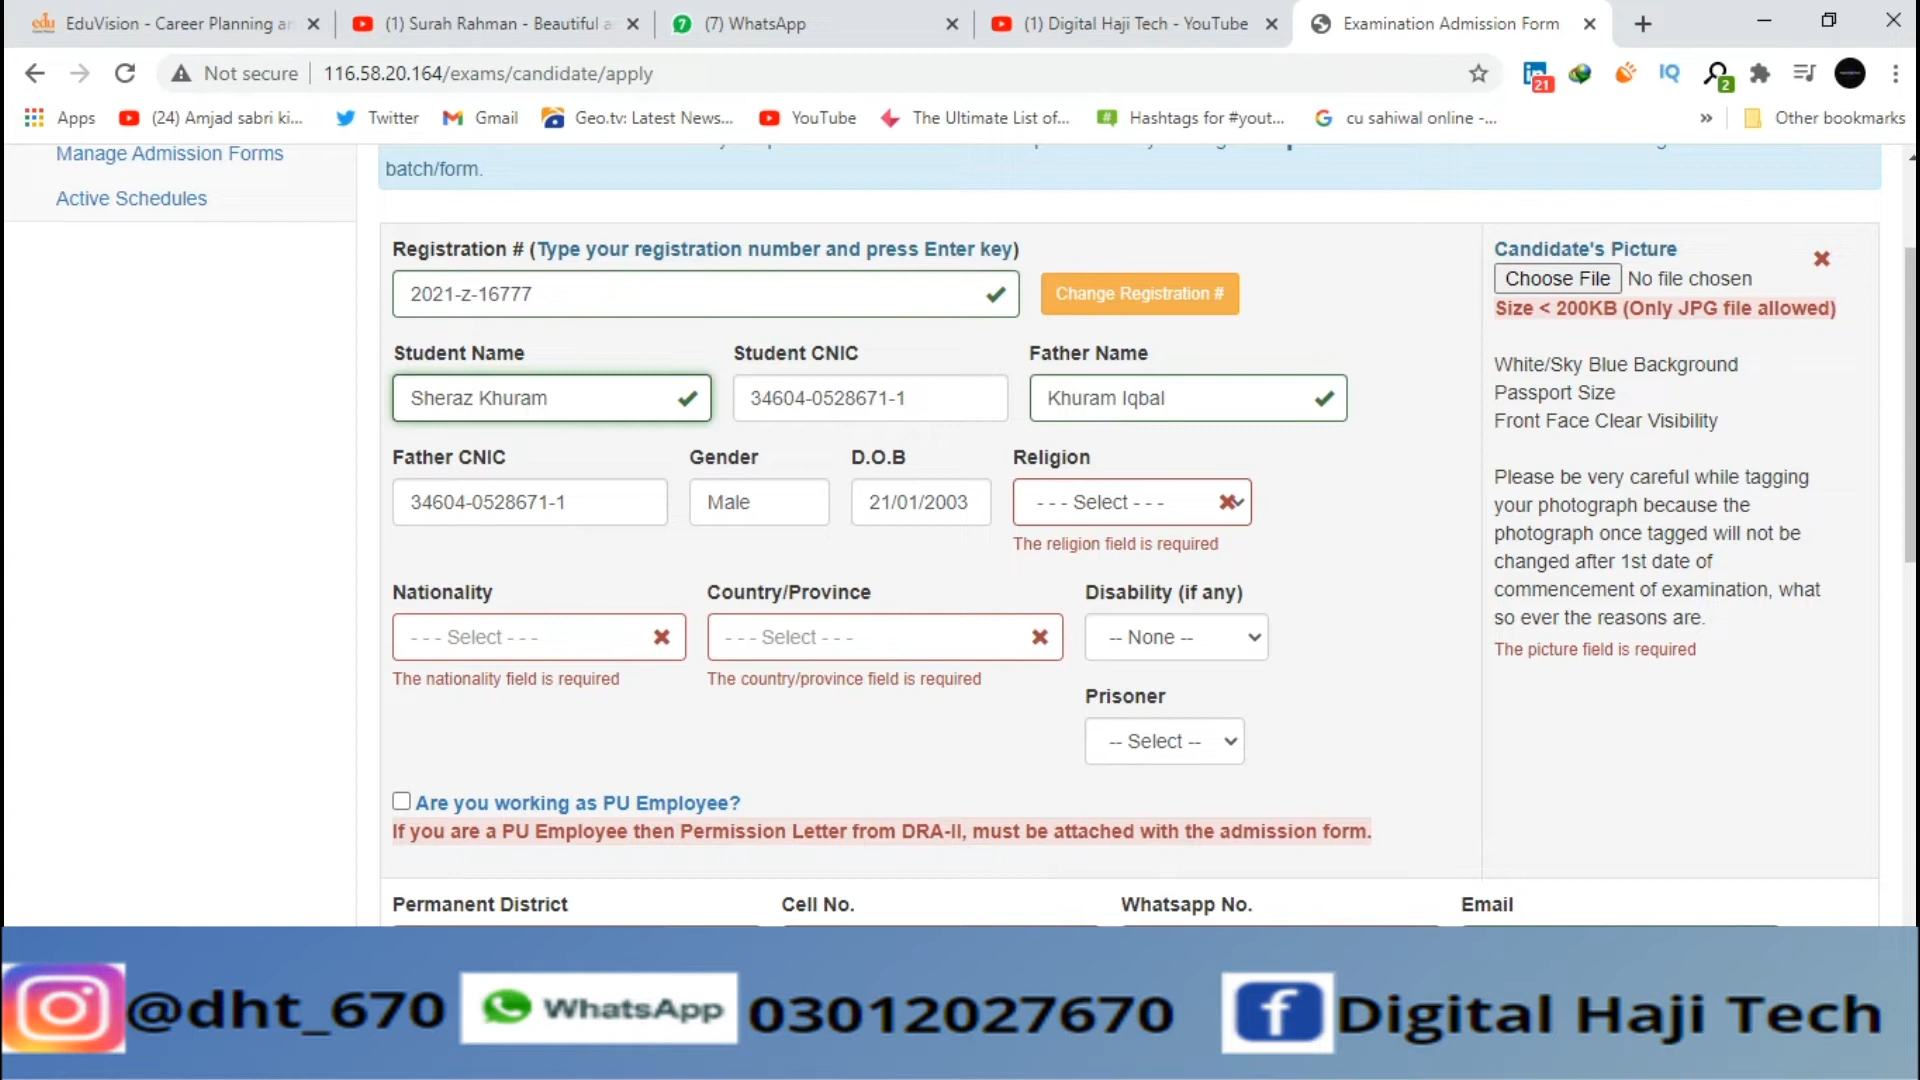 EduVision - Career Planning an
(1) Surah Rahman - Beautiful a
(7) WhatsApp
(1) Digital Haji Tech - YouTube
Examination Admission Form
Not secure
116.58.20.164/exams/candidate/apply
21
IQ
2
Apps
(24) Amjad sabri ki...
Twitter
Gmail
Geo.tv: Latest News...
YouTube
The Ultimate List of...
Hashtags for #yout...
cu sahiwal online -...
»
Other bookmarks
Manage Admission Forms
Active Schedules
batch/form.
Registration # (Type your registration number and press Enter key)
2021-z-16777
Change Registration #
Student Name
Student CNIC
Father Name
Sheraz Khuram
34604-0528671-1
Khuram Iqbal
Father CNIC
Gender
D.O.B
Religion
34604-0528671-1
Male
21/01/2003
- - - Select - - -
The religion field is required
Nationality
Country/Province
Disability (if any)
- - - Select - - -
- - - Select - - -
-- None --
The nationality field is required
The country/province field is required
Prisoner
-- Select --
Are you working as PU Employee?
If you are a PU Employee then Permission Letter from DRA-II, must be attached with the admission form.
Candidate's Picture
Choose File No file chosen
Size < 200KB (Only JPG file allowed)
White/Sky Blue Background
Passport Size
Front Face Clear Visibility
Please be very careful while tagging
your photograph because the
photograph once tagged will not be
changed after 1st date of
commencement of examination, what
so ever the reasons are.
The picture field is required
Permanent District
Cell No.
Whatsapp No.
Email
@dht_670
WhatsApp
03012027670
Digital Haji Tech